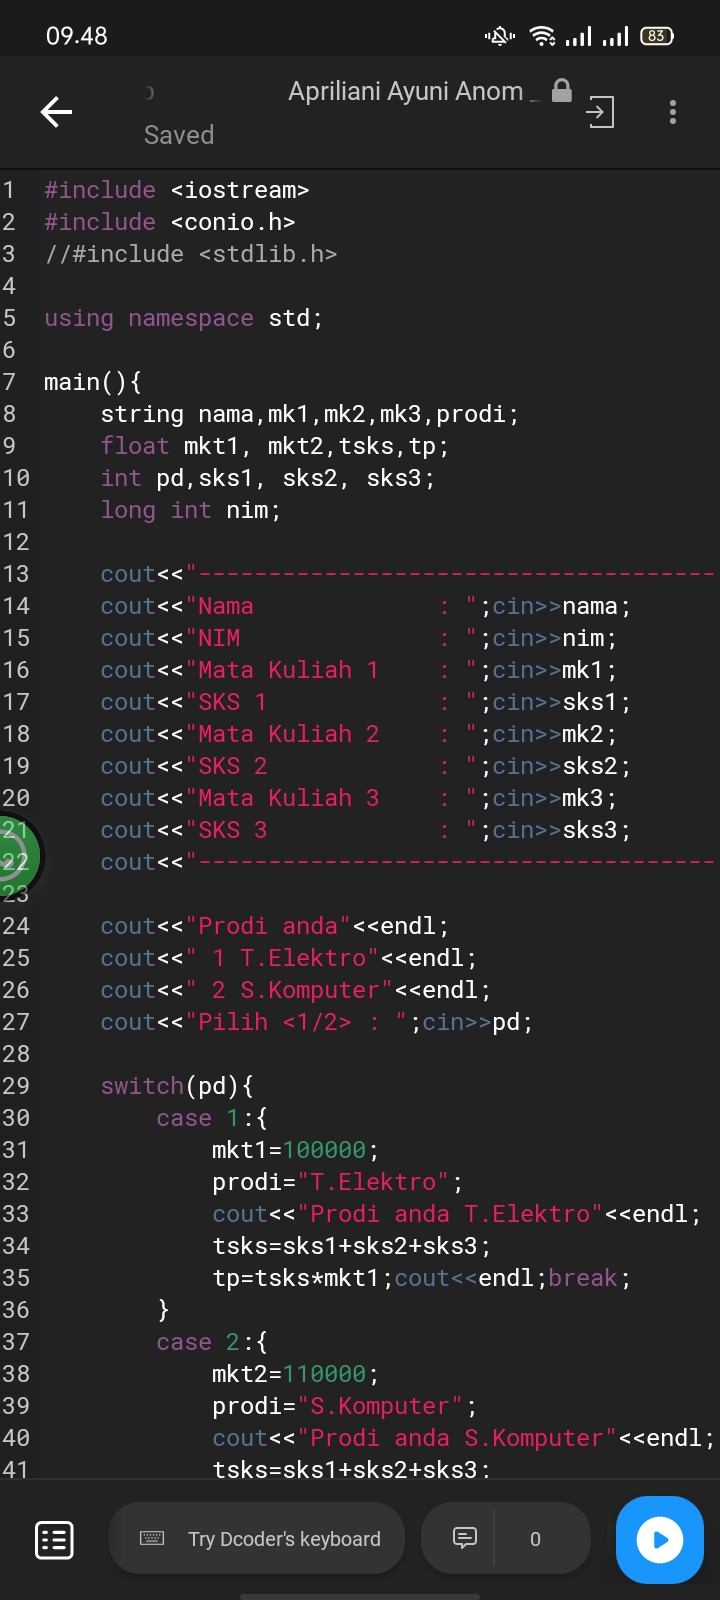 09.48
83
Apriliani Ayuni Anom _
Saved
1 #include <iostream>
2 #include <conio.h>
3 //#include <stdlib.h>
4
5 using namespace std;
6
7 main(){
8     string nama,mk1,mk2,mk3,prodi;
9     float mkt1, mkt2,tsks,tp;
10     int pd,sks1, sks2, sks3;
11     long int nim;
12
13     cout<<"-------------------------------------
14     cout<<"Nama             : ";cin>>nama;
15     cout<<"NIM              : ";cin>>nim;
16     cout<<"Mata Kuliah 1    : ";cin>>mk1;
17     cout<<"SKS 1            : ";cin>>sks1;
18     cout<<"Mata Kuliah 2    : ";cin>>mk2;
19     cout<<"SKS 2            : ";cin>>sks2;
20     cout<<"Mata Kuliah 3    : ";cin>>mk3;
21     cout<<"SKS 3            : ";cin>>sks3;
22     cout<<"-------------------------------------
23
24     cout<<"Prodi anda"<<endl;
25     cout<<" 1 T.Elektro"<<endl;
26     cout<<" 2 S.Komputer"<<endl;
27     cout<<"Pilih <1/2> : ";cin>>pd;
28
29     switch(pd){
30         case 1:{
31             mkt1=100000;
32             prodi="T.Elektro";
33             cout<<"Prodi anda T.Elektro"<<endl;
34             tsks=sks1+sks2+sks3;
35             tp=tsks*mkt1;cout<<endl;break;
36         }
37         case 2:{
38             mkt2=110000;
39             prodi="S.Komputer";
40             cout<<"Prodi anda S.Komputer"<<endl;
41             tsks=sks1+sks2+sks3;
Try Dcoder's keyboard
0